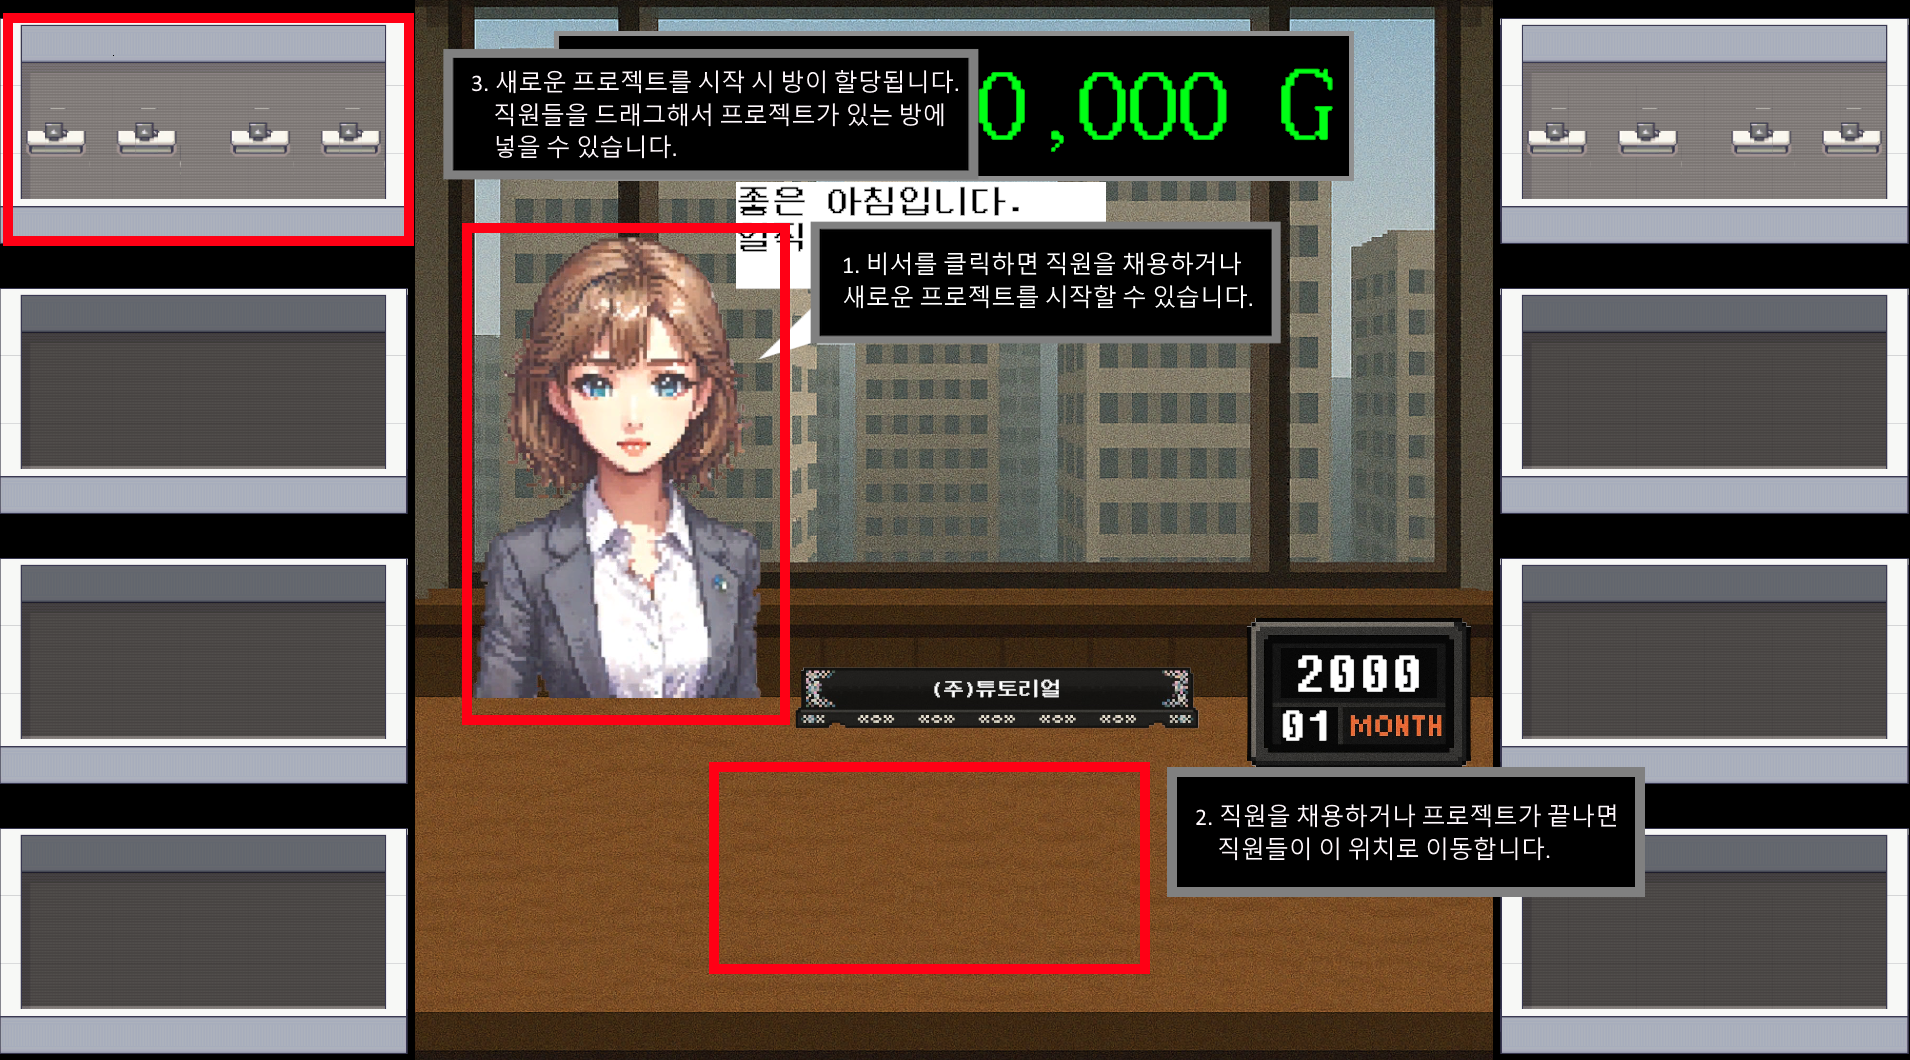 3. 새로운 프로젝트를 시작 시 방이 할당됩니다.
직원들을 드래그해서 프로젝트가 있는 방에
넣을 수 있습니다.
0,000 G
좋은 아침입니다.
일찍
1. 비서를 클릭하면 직원을 채용하거나
새로운 프로젝트를 시작할 수 있습니다.
(주)튜토리얼
2000
01 MONTH
2. 직원을 채용하거나 프로젝트가 끝나면
직원들이 이 위치로 이동합니다.